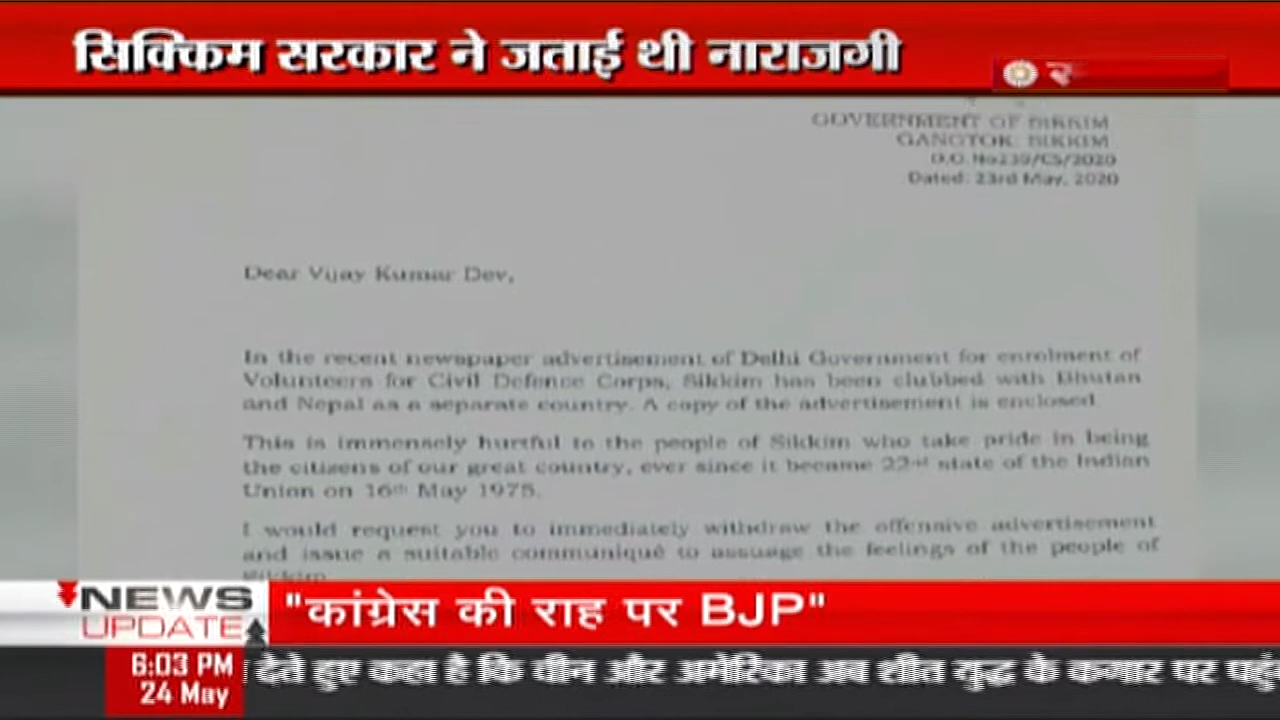 सिक्किम सरकार ने जताई थी नाराजगी
GOVERNMENT OF SIKKIM
GANGTOK: SIKKIM
D.O. No239/CS/2020
Dated: 23rd May, 2020
Dear Vijay Kumar Dev,
In the recent newspaper advertisement of Delhi Government for enrolment of
Volunteers for Civil Defence Corps, Sikkim has been clubbed with Bhutan
and Nepal as a separate country. A copy of the advertisement is enclosed.
This is immensely hurtful to the people of Sikkim who take pride in being
the citizens of our great country, ever since it became 22nd state of the Indian
Union on 16th May 1975.
I would request you to immediately withdraw the offensive advertisement
and issue a suitable communiqué to assuage the feelings of the people of
Sikkim
NEWS
UPDATE
"कांग्रेस की राह पर BJP"
6:03 PM
24 May
देते हुए कहा है कि चीन और अमेरिका अब शीत युद्ध के कगार पर